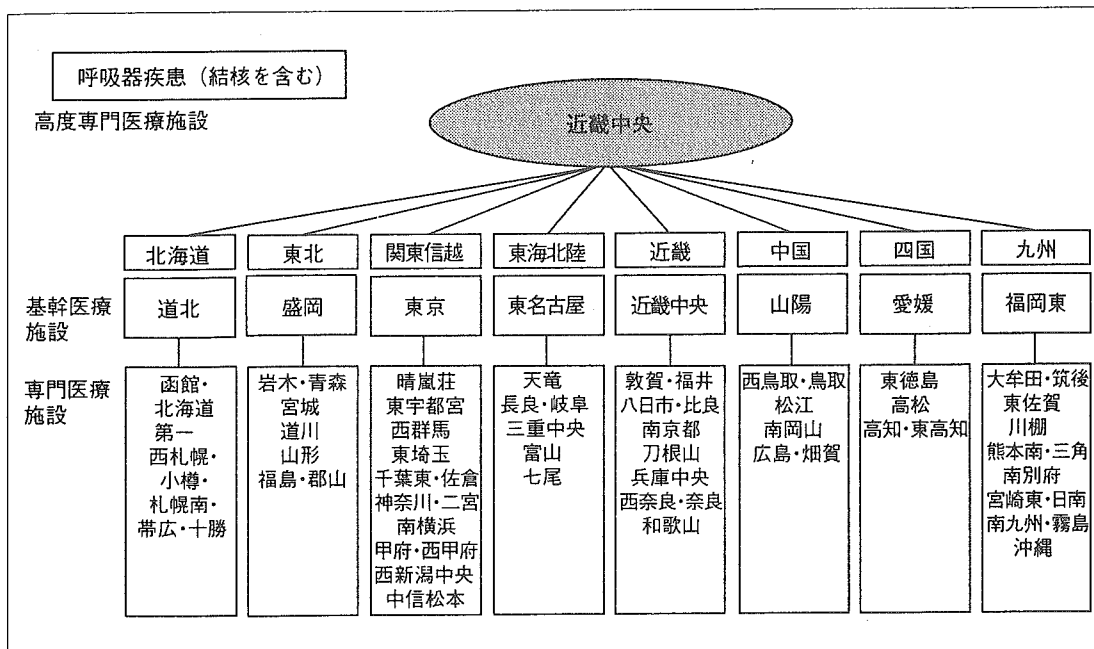 呼吸器疾患（結核を含む）
高度専門医療施設
近畿中央
北海道
東北
関東信越
東海北陸
近畿
中国
四国
九州
基幹医療
施設
道北
盛岡
東京
東名古屋
近畿中央
山陽
愛媛
福岡東
専門医療
施設
函館・
北海道
第一
西札幌・
小樽・
札幌南・
帯広・十勝
岩木・青森
宮城
道川
山形
福島・郡山
晴嵐荘
東宇都宮
西群馬
東埼玉
千葉東・佐倉
神奈川・二宮
南横浜
甲府・西甲府
西新潟中央
中信松本
天竜
長良・岐阜
三重中央
富山
七尾
敦賀・福井
八日市・比良
南京都
刀根山
兵庫中央
西奈良・奈良
和歌山
西鳥取・鳥取
松江
南岡山
広島・畑賀
東徳島
高松
高知・東高知
大牟田・筑後
東佐賀
川棚
熊本南・三角
南別府
宮崎東・日南
南九州・霧島
沖縄